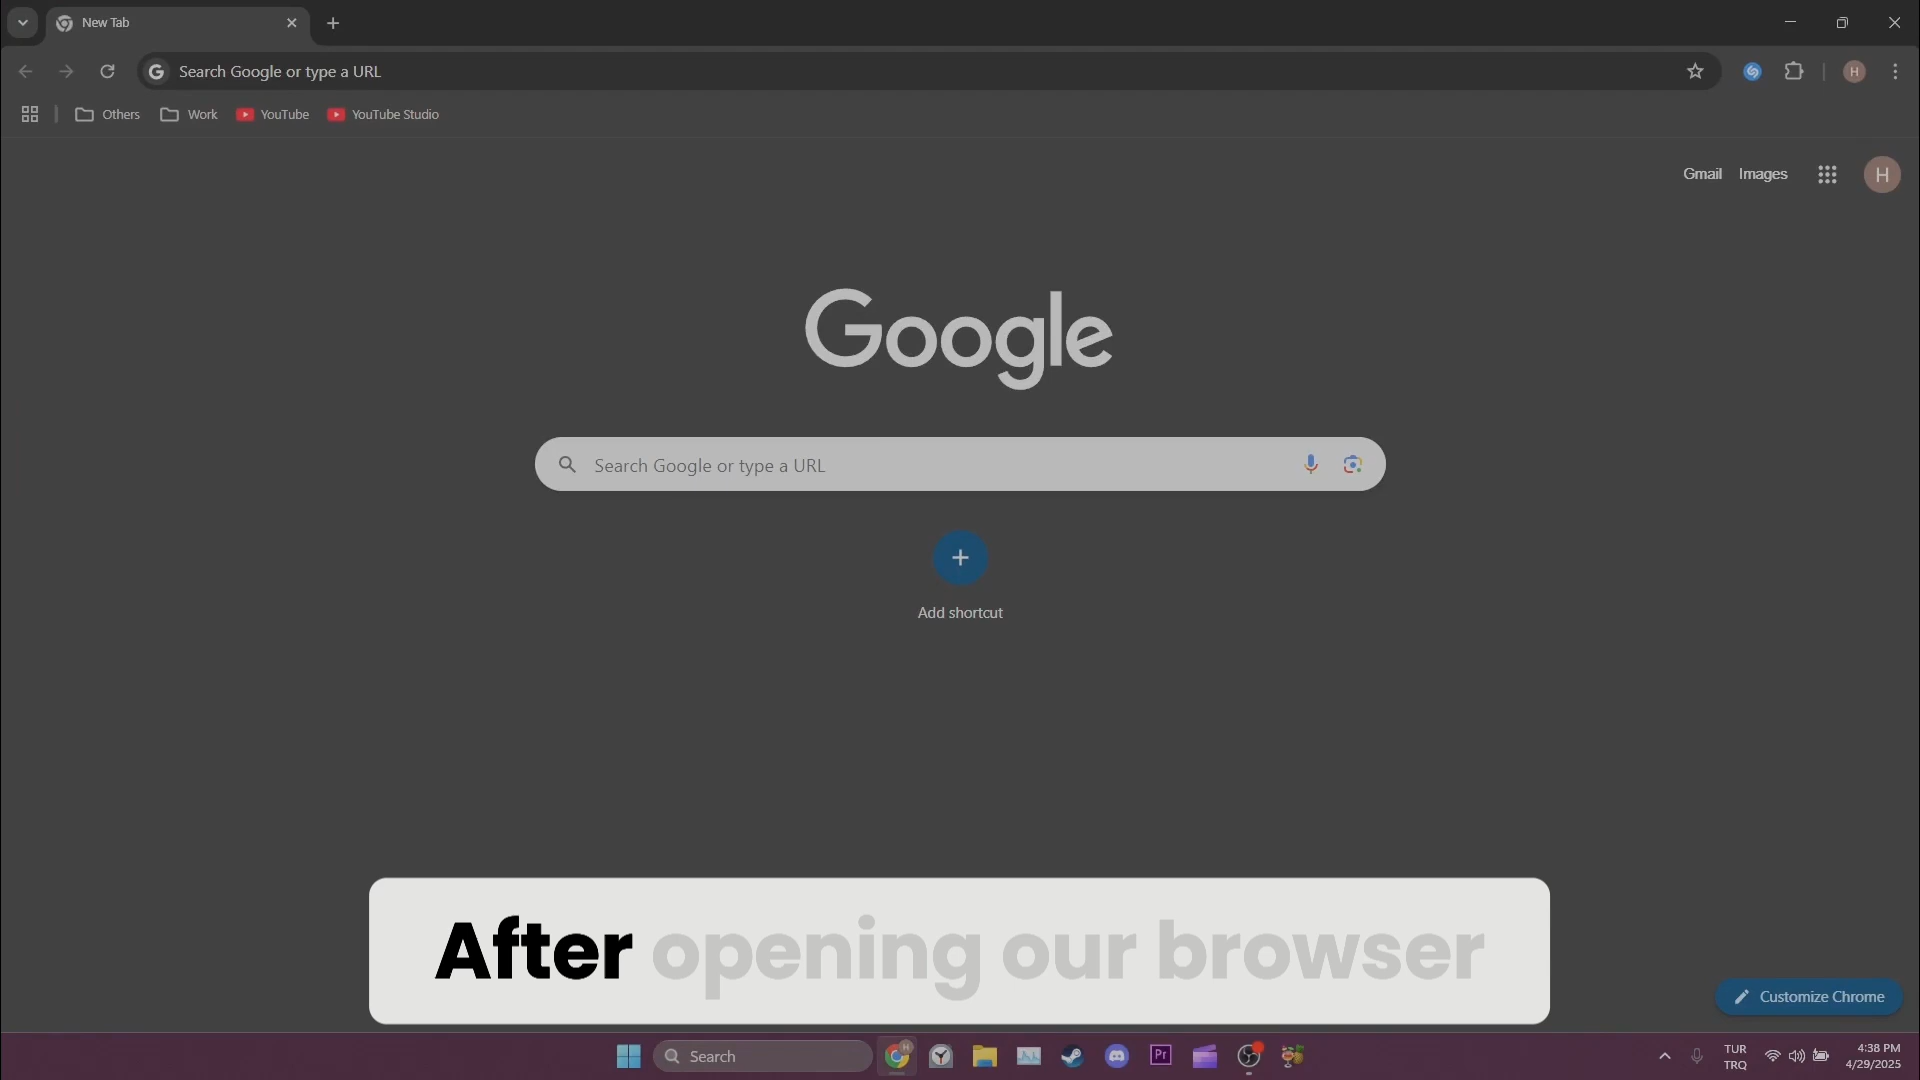 New Tab
Search Google or type a URL
Others
Work
YouTube
YouTube Studio
H
Gmail
Images
H
Google
Search Google or type a URL
Add shortcut
After opening our browser
Customize Chrome
Search
H
Pr
TUR
TRQ
4:38 PM
4/29/2025